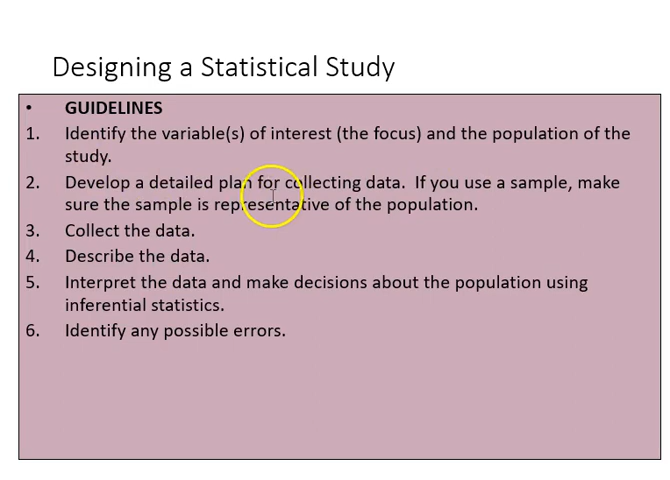 Designing a Statistical Study
• GUIDELINES
1. Identify the variable(s) of interest (the focus) and the population of the
study.
2. Develop a detailed plan for collecting data. If you use a sample, make
sure the sample is representative of the population.
3. Collect the data.
4. Describe the data.
5. Interpret the data and make decisions about the population using
inferential statistics.
6. Identify any possible errors.